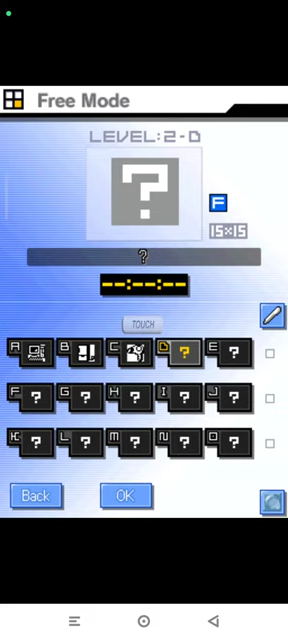 Free Mode
LEVEL:2-D
?
F
15×15
?
--:--:--
TOUCH
A B C D ? E ?
F ? G ? H ? I ? J ?
K ? L ? M ? N ? O ?
Back OK